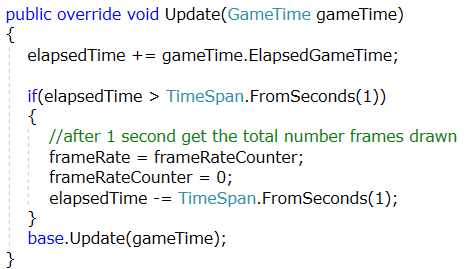 public override void Update(GameTime gameTime)
{
elapsedTime += gameTime.ElapsedGameTime;
if(elapsedTime > TimeSpan.FromSeconds(1))
{
//after 1 second get the total number frames drawn
frameRate = frameRateCounter;
frameRateCounter = 0;
elapsedTime -= TimeSpan.FromSeconds(1);
}
base.Update(gameTime);
}